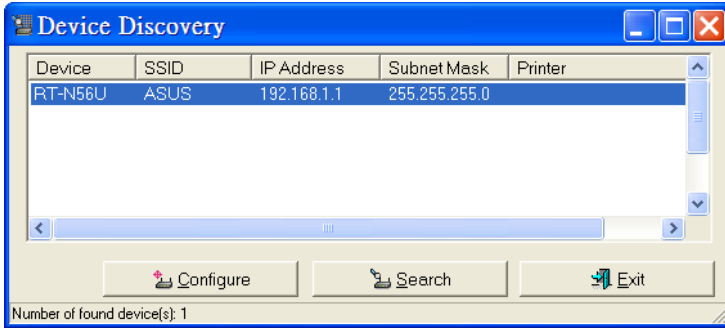 Device Discovery
Device SSID IP Address Subnet Mask Printer
RT-N56U ASUS 192.168.1.1 255.255.255.0
Configure Search Exit
Number of found device(s): 1